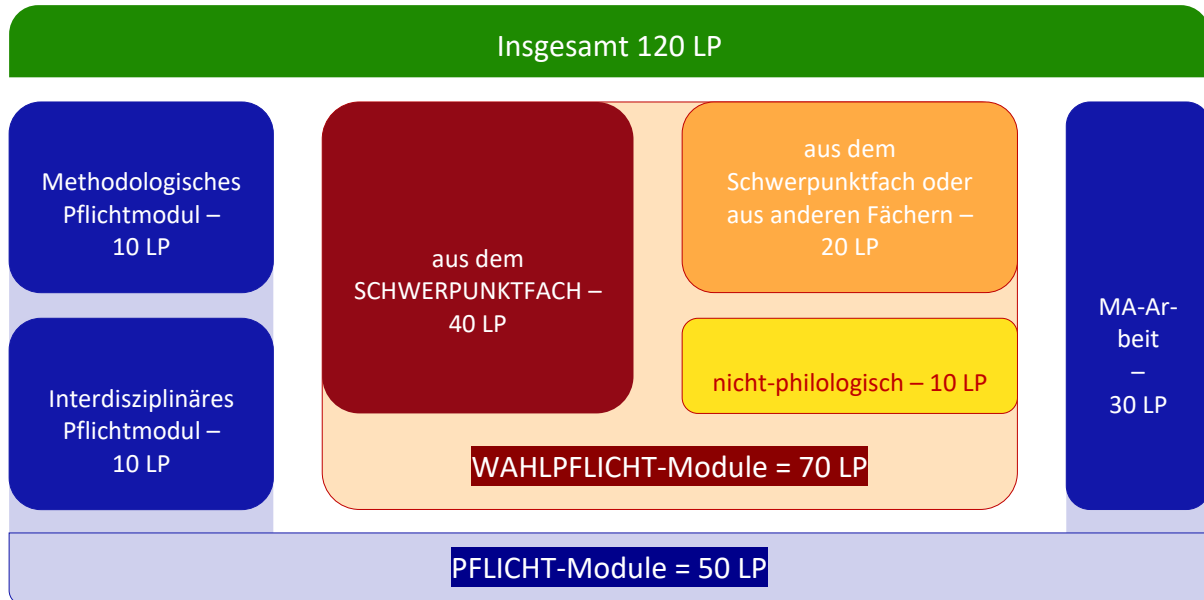 Insgesamt 120 LP
Methodologisches
Pflichtmodul –
10 LP
Interdisziplinäres
Pflichtmodul –
10 LP
aus dem
SCHWERPUNKTFACH –
40 LP
aus dem
Schwerpunktfach oder
aus anderen Fächern –
20 LP
nicht-philologisch – 10 LP
WAHLPFLICHT-Module = 70 LP
MA-Ar-
beit
–
30 LP
PFLICHT-Module = 50 LP